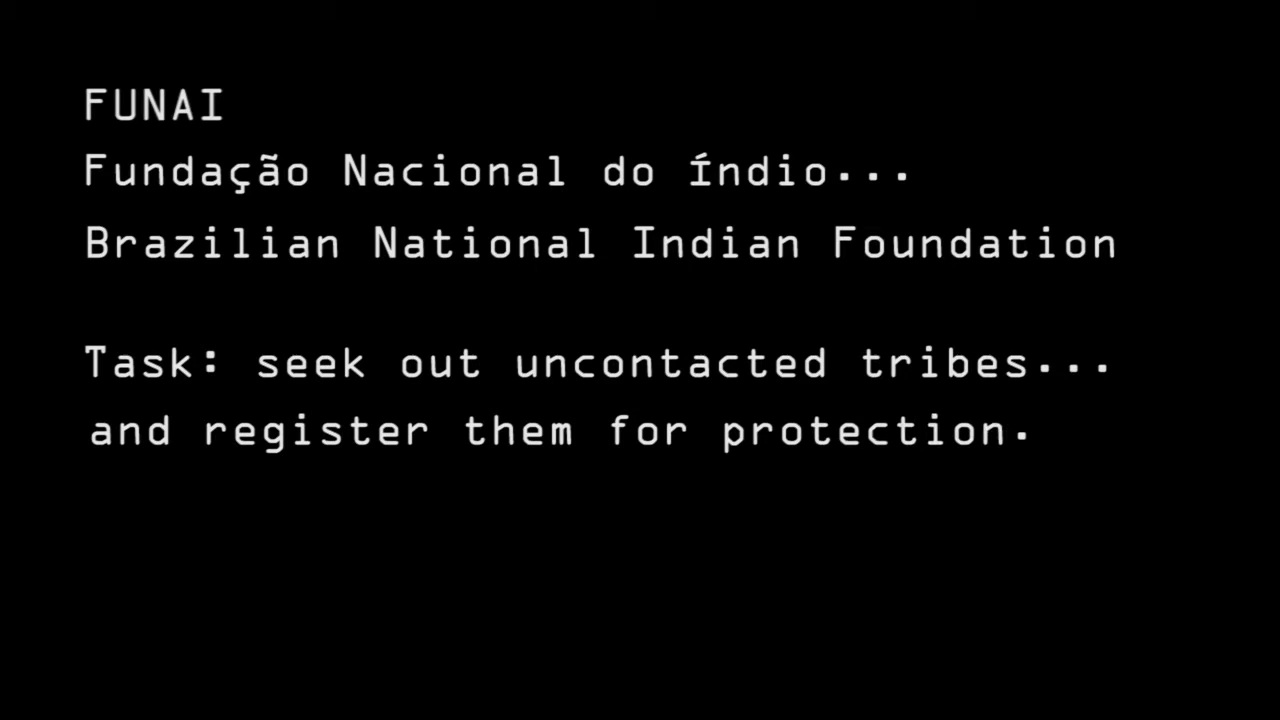 FUNAI
Fundação Nacional do Índio...
Brazilian National Indian Foundation
Task: seek out uncontacted tribes...
and register them for protection.